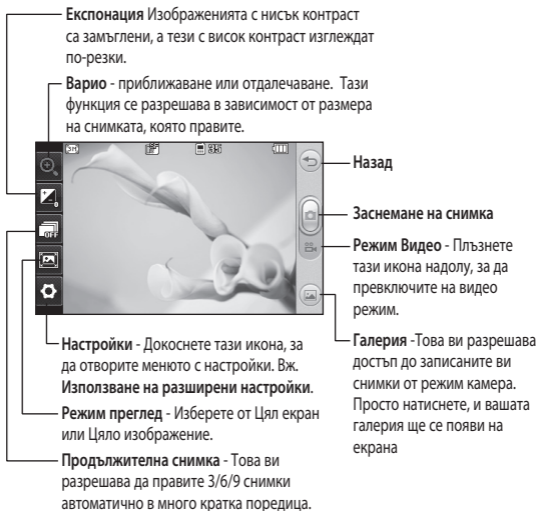 Експонация Изображенията с нисък контраст
са замъглени, а тези с висок контраст изглеждат
по-резки.
Варио - приближаване или отдалечаване. Тази
функция се разрешава в зависимост от размера
на снимката, която правите.
Назад
Заснемане на снимка
Режим Видео - Плъзнете
тази икона надолу, за да
превключите на видео
режим.
Галерия -Това ви разрешава
достъп до записаните ви
снимки от режим камера.
Просто натиснете, и вашата
галерия ще се появи на
екрана
3M
35
0
OFF
Настройки - Докоснете тази икона, за
да отворите менюто с настройки. Вж.
Използване на разширени настройки.
Режим преглед - Изберете от Цял екран
или Цяло изображение.
Продължителна снимка - Това ви
разрешава да правите 3/6/9 снимки
автоматично в много кратка поредица.